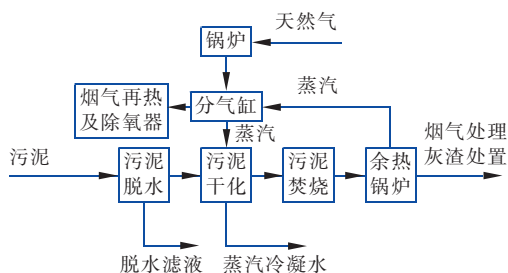 天然气
锅炉
蒸汽
烟气再热
及除氧器
分气缸
蒸汽
烟气处理
灰渣处置
污泥
污泥
脱水
污泥
干化
污泥
焚烧
余热
锅炉
脱水滤液
蒸汽冷凝水